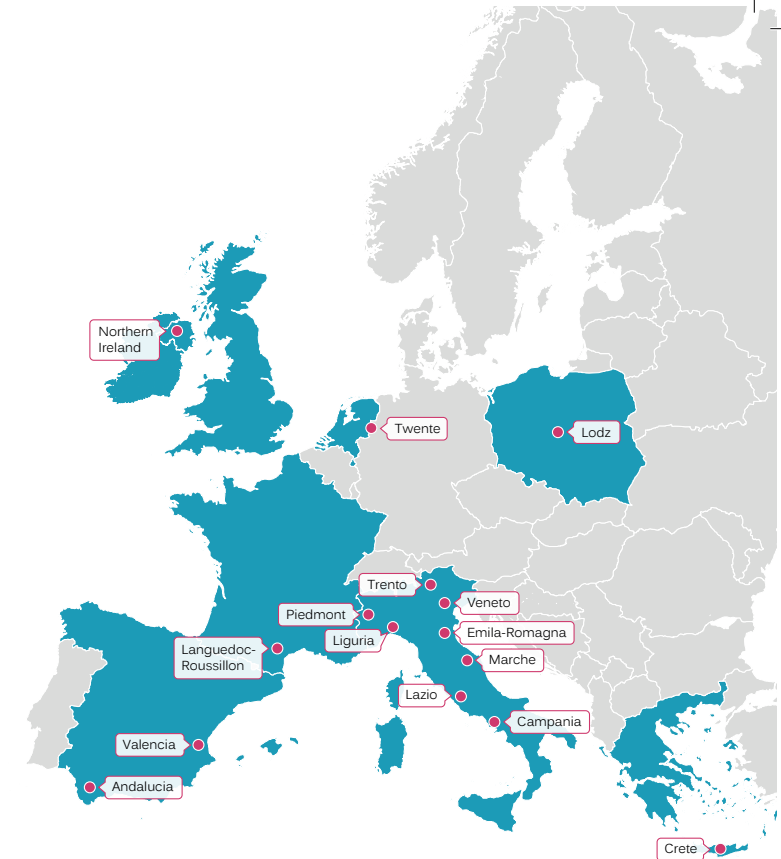 Northern
Ireland
Twente
Lodz
Trento
Veneto
Piedmont
Liguria
Emila-Romagna
Languedoc-
Roussillon
Marche
Lazio
Campania
Valencia
Andalucia
Crete